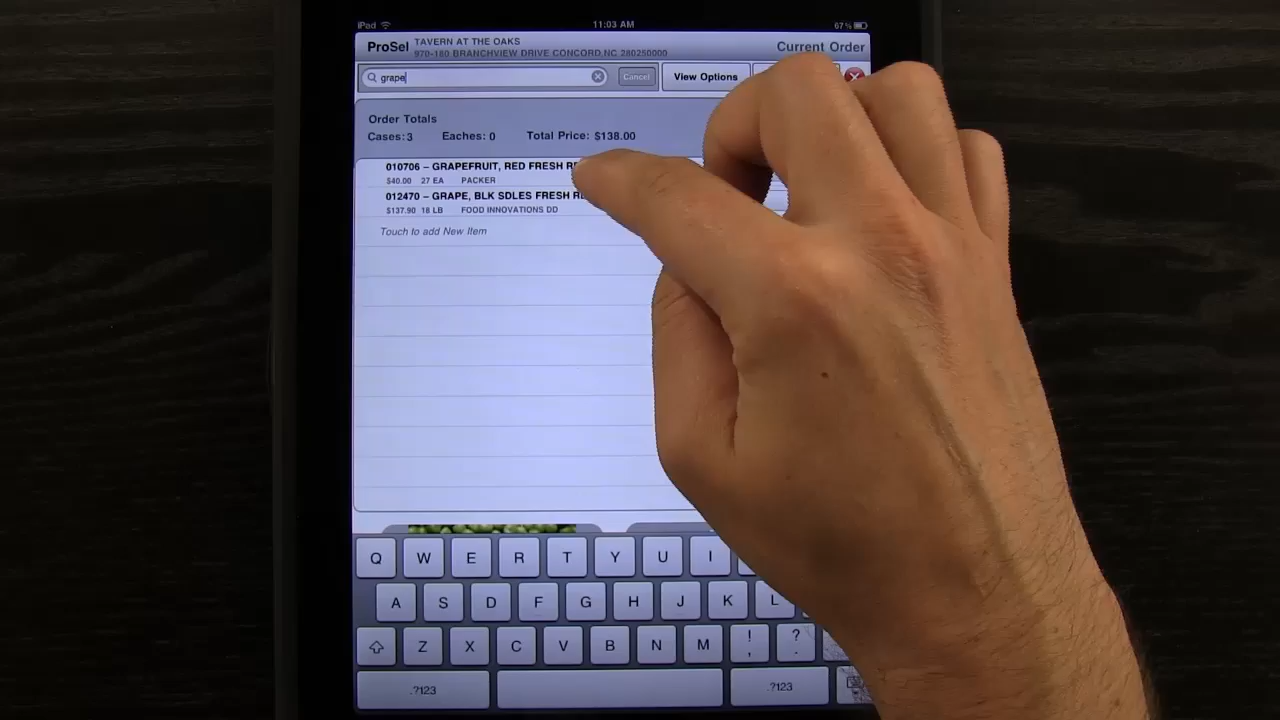 iPod 11:03 AM 67%
ProSel TAVERN AT THE OAKS Current Order
970-180 BRANCHVIEW DRIVE CONCORD,NC 280250000
grape Cancel View Options
Order Totals
Cases:3 Eaches: 0 Total Price: $138.00
010706 – GRAPEFRUIT, RED FRESH
$40.00 27 EA PACKER
012470 – GRAPE, BLK SDLES FRESH
$137.90 18 LB FOOD INNOVATIONS DD
Touch to add New Item
Q W E R T Y U I
A S D F G H J K L
Z X C V B N M ! , ? .
.?123 .?123